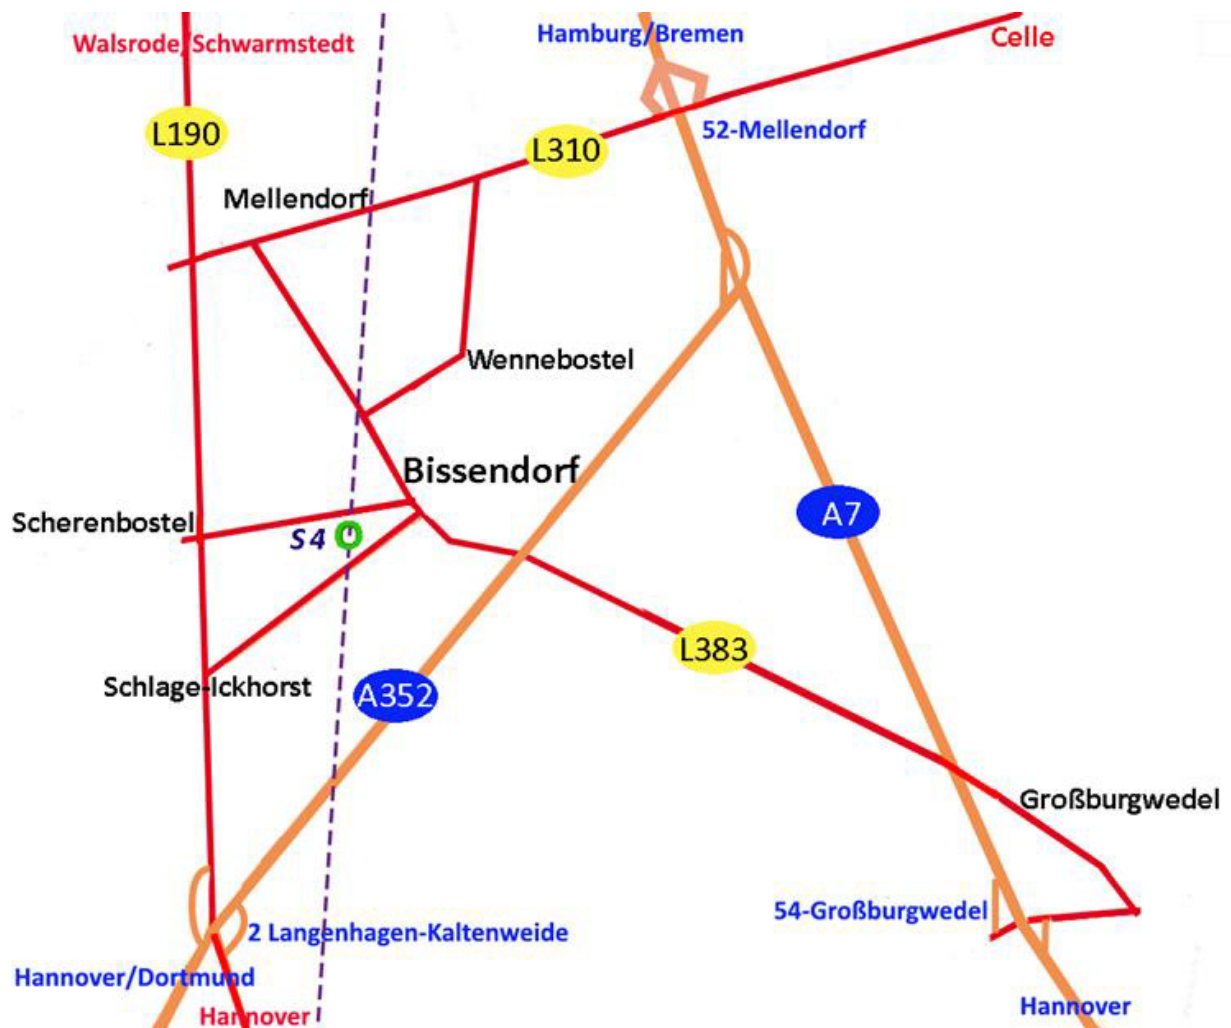 Hamburg/Bremen
Walsrode/Schwarmstedt
Celle
L190
52-Mellendorf
L310
Mellendorf
Wennebostel
Bissendorf
A7
Scherenbostel
S4
L383
Schlage-Ickhorst
A352
Großburgwedel
54-Großburgwedel
2 Langenhagen-Kaltenweide
Hannover/Dortmund
Hannover
Hannover